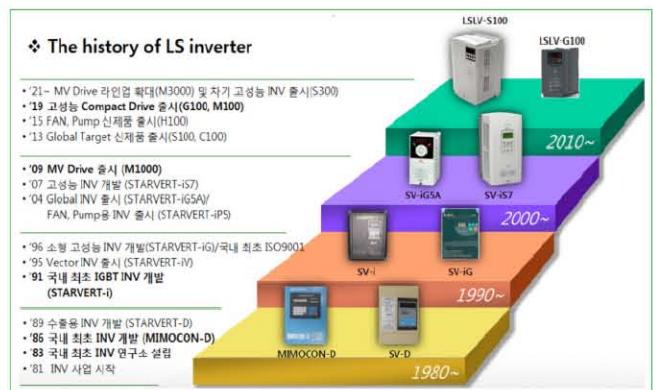 ❖ The history of LS inverter
• '21~ MV Drive 라인업 확대(M3000) 및 차기 고성능 INV 출시(S300)
• '19 고성능 Compact Drive 출시(G100, M100)
• '15 FAN, Pump 신제품 출시(H100)
• '13 Global Target 신제품 출시(S100, C100)
• '09 MV Drive 출시 (M1000)
• '07 고성능 INV 개발 (STARVERT-iS7)
• '04 Global INV 출시 (STARVERT-iG5A)/
FAN, Pump용 INV 출시 (STARVERT-iP5)
• '96 소형 고성능 INV 개발(STARVERT-iG)/국내 최초 ISO9001
• '95 Vector INV 출시 (STARVERT-iV)
• '91 국내 최초 IGBT INV 개발
(STARVERT-i)
• '89 수출용 INV 개발 (STARVERT-D)
• '86 국내 최초 INV 개발 (MIMOCON-D)
• '83 국내 최초 INV 연구소 설립
• '81 INV 사업 시작
LSLV-S100
LSLV-G100
2010~
SV-iG5A
SV-iS7
2000~
SV-i
SV-iG
1990~
MIMOCON-D
SV-D
1980~